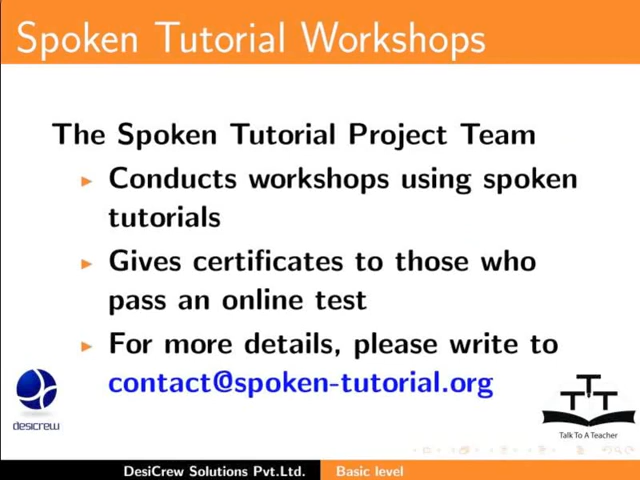 Spoken Tutorial Workshops
The Spoken Tutorial Project Team
Conducts workshops using spoken
tutorials
Gives certificates to those who
pass an online test
For more details, please write to
contact@spoken-tutorial.org
desicrew
TTT
Talk To A Teacher
DesiCrew Solutions Pvt.Ltd. Basic level